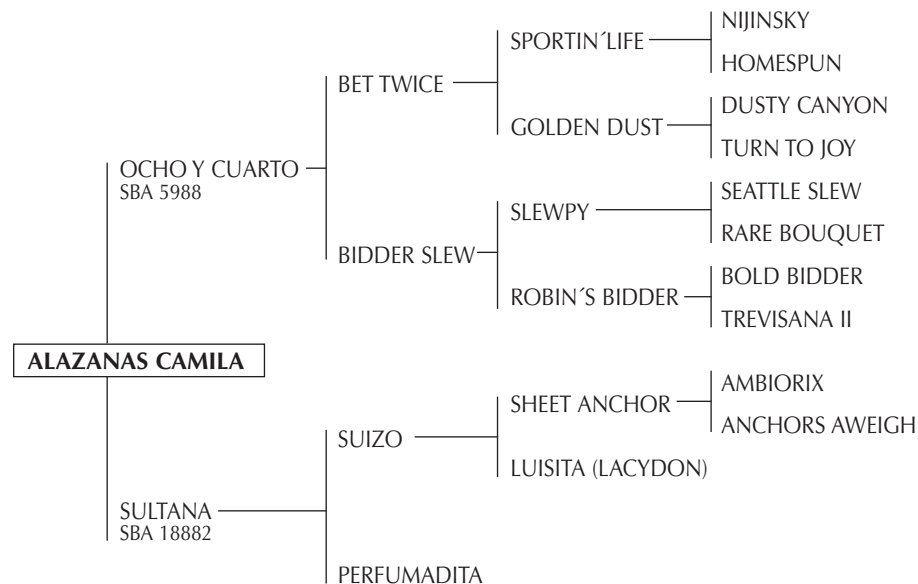 NIJINSKY
SPORTIN´LIFE
HOMESPUN
BET TWICE
DUSTY CANYON
GOLDEN DUST
TURN TO JOY
OCHO Y CUARTO
SBA 5988
SEATTLE SLEW
SLEWPY
RARE BOUQUET
BIDDER SLEW
BOLD BIDDER
ROBIN´S BIDDER
TREVISANA II
ALAZANAS CAMILA
AMBIORIX
SHEET ANCHOR
ANCHORS AWEIGH
SUIZO
LUISITA (LACYDON)
SULTANA
SBA 18882
PERFUMADITA